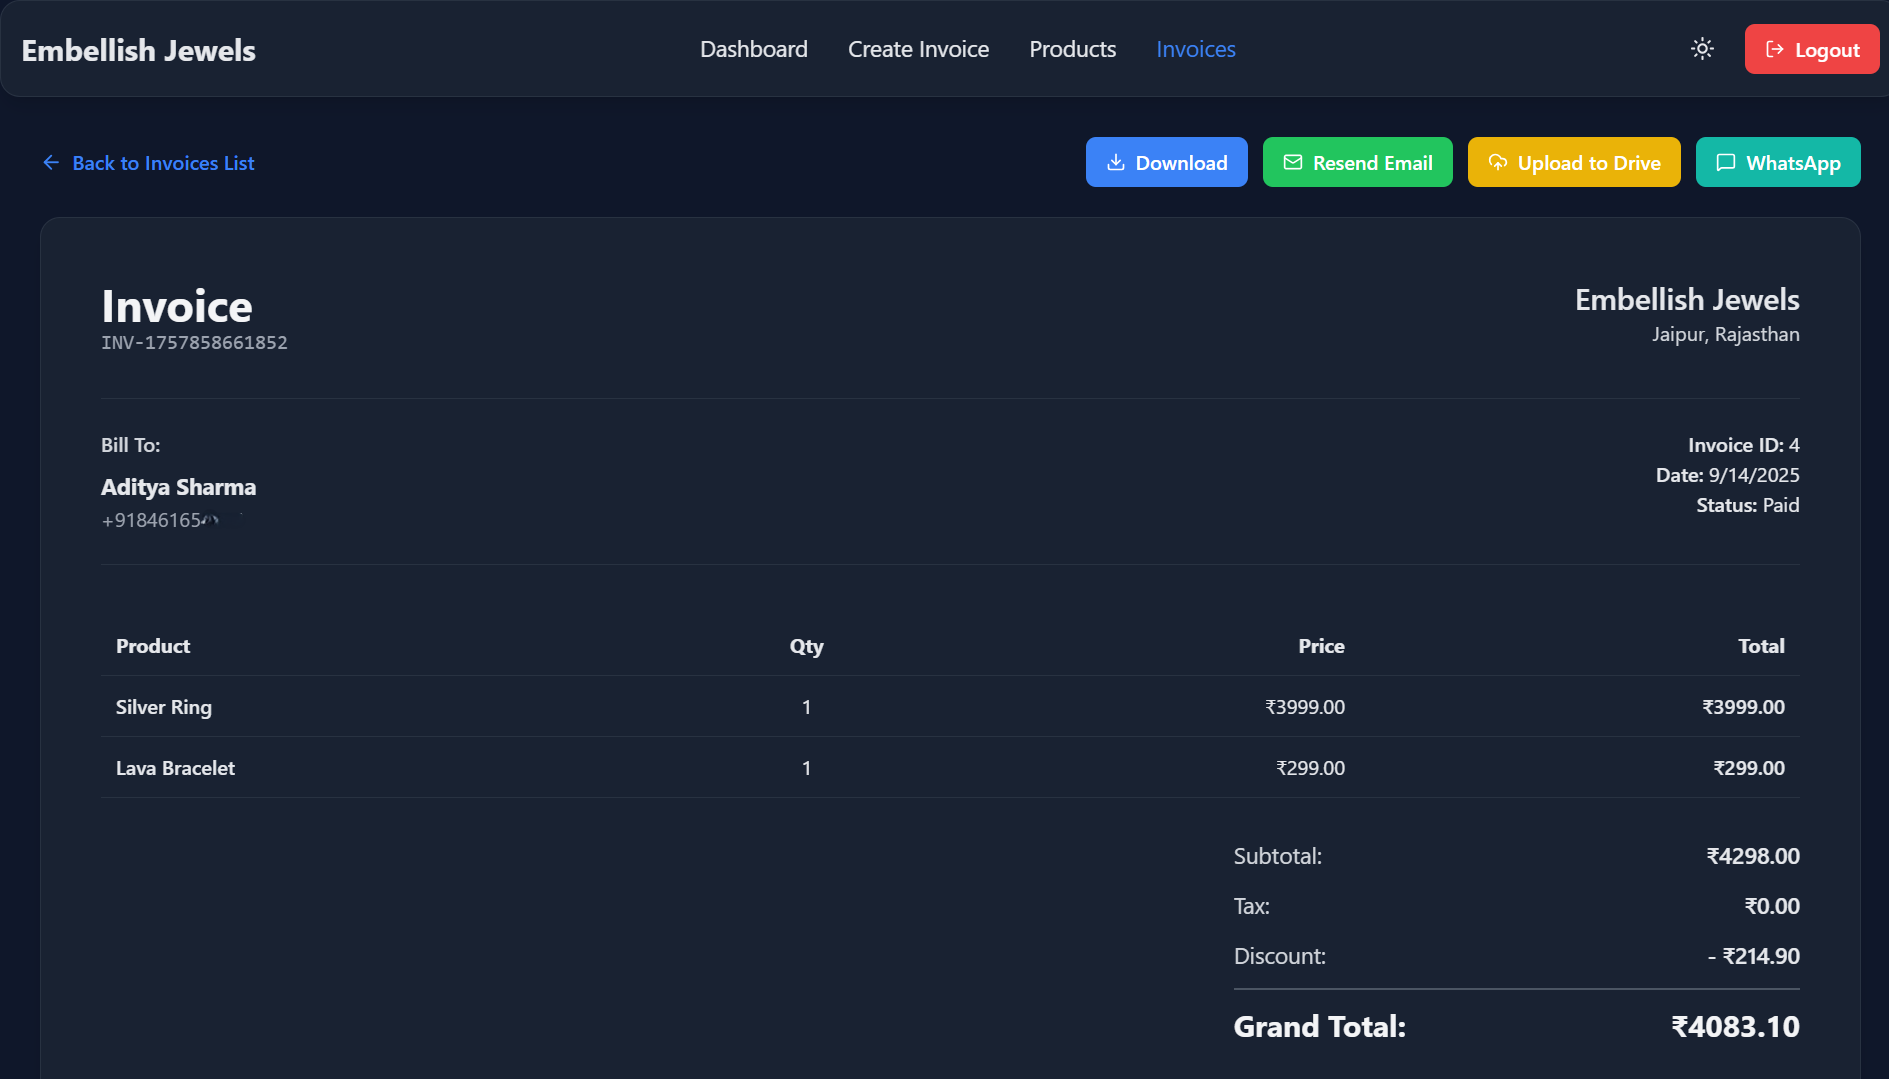 Embellish Jewels
Dashboard Create Invoice Products Invoices
Logout
Back to Invoices List
Download Resend Email Upload to Drive WhatsApp
Invoice
INV-1757858661852
Embellish Jewels
Jaipur, Rajasthan
Bill To:
Aditya Sharma
+91846165
Invoice ID: 4
Date: 9/14/2025
Status: Paid
Product Qty Price Total
Silver Ring 1 ₹3999.00 ₹3999.00
Lava Bracelet 1 ₹299.00 ₹299.00
Subtotal: ₹4298.00
Tax: ₹0.00
Discount: - ₹214.90
Grand Total: ₹4083.10